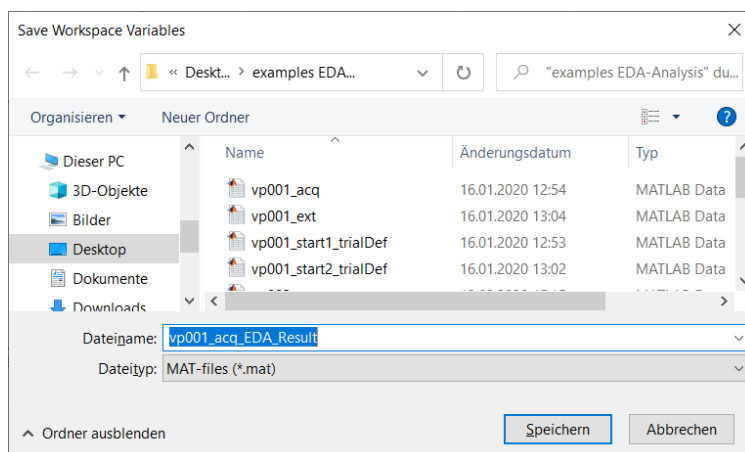 Save Workspace Variables
« Deskt... > examples EDA...
"examples EDA-Analysis" du...
Organisieren
Neuer Ordner
Name Änderungsdatum Typ
Dieser PC
3D-Objekte
Bilder
Desktop
Dokumente
Downloads
vp001_acq 16.01.2020 12:54 MATLAB Data
vp001_ext 16.01.2020 13:04 MATLAB Data
vp001_start1_trialDef 16.01.2020 12:53 MATLAB Data
vp001_start2_trialDef 16.01.2020 13:02 MATLAB Data
Dateiname: vp001_acq_EDA_Result
Dateityp: MAT-files (*.mat)
Ordner ausblenden
Speichern
Abbrechen